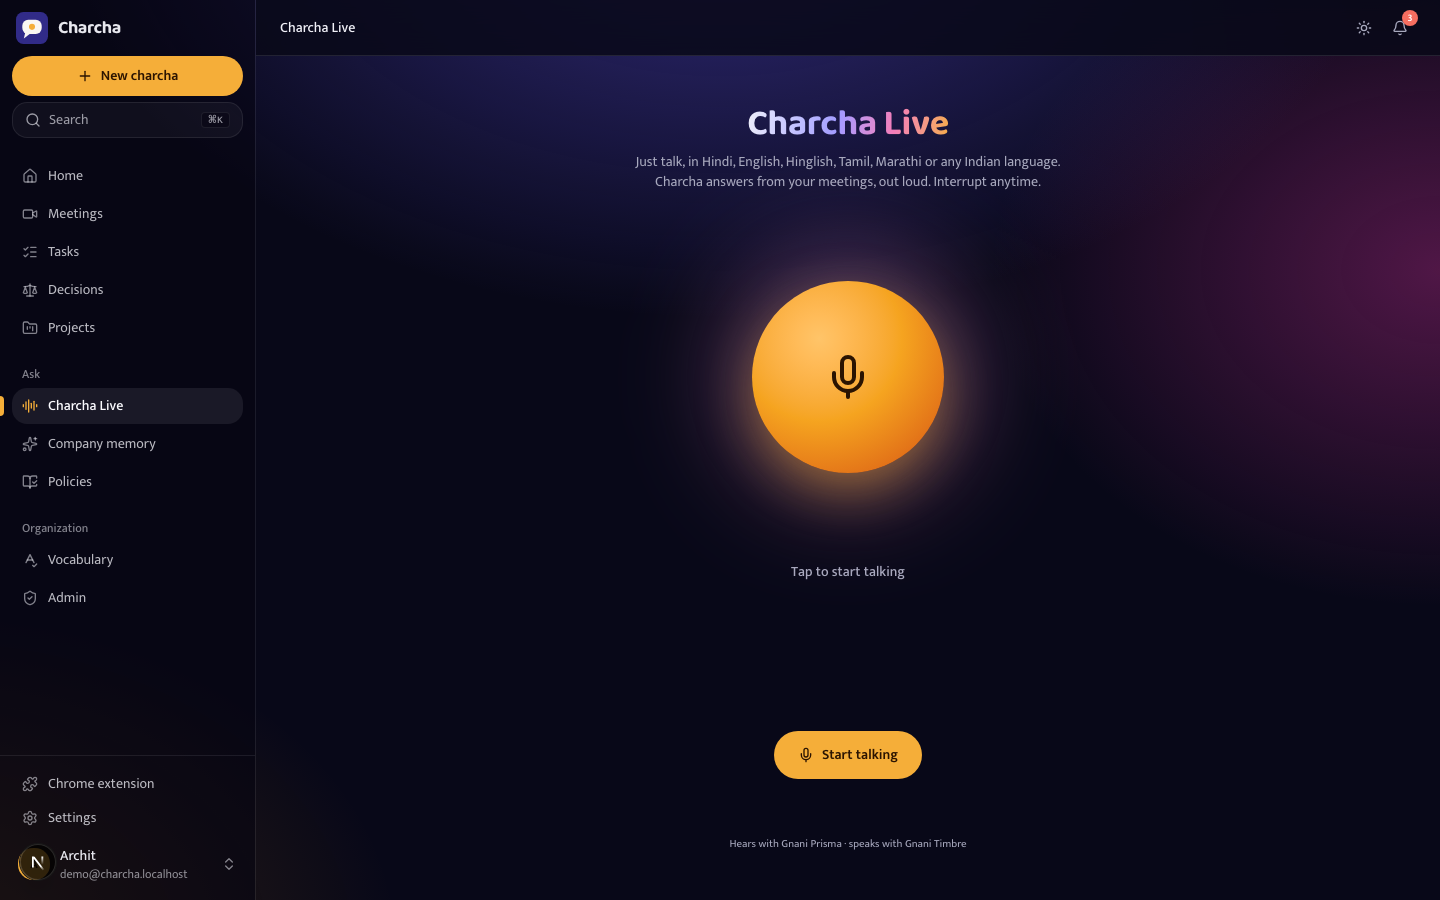 Charcha
New charcha
Search ⌘K
Home
Meetings
Tasks
Decisions
Projects
Ask
Charcha Live
Company memory
Policies
Organization
Vocabulary
Admin
Chrome extension
Settings
N
Archit
demo@charcha.localhost
Charcha Live
3
Charcha Live
Just talk, in Hindi, English, Hinglish, Tamil, Marathi or any Indian language.
Charcha answers from your meetings, out loud. Interrupt anytime.
Tap to start talking
Start talking
Hears with Gnani Prisma · speaks with Gnani Timbre